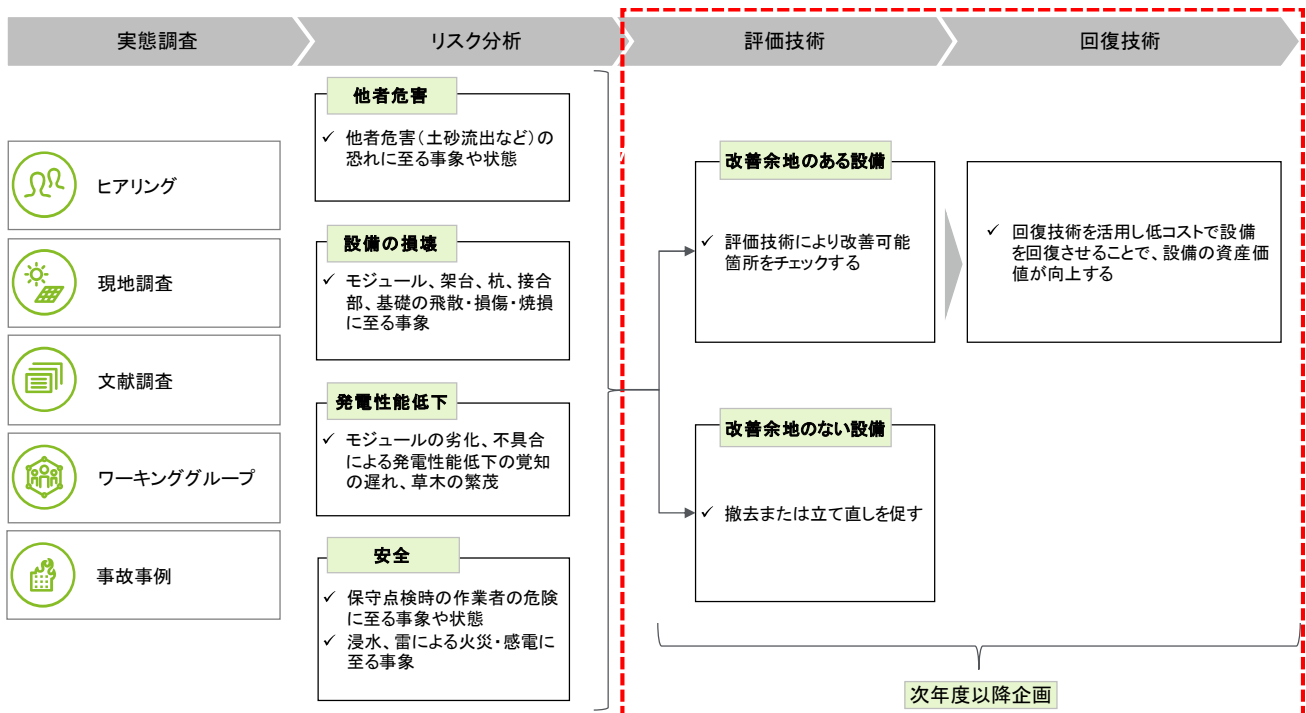 実態調査
リスク分析
評価技術
回復技術
ヒアリング
現地調査
文献調査
ワーキンググループ
事故事例
他者危害
✓ 他者危害(土砂流出など)の
恐れに至る事象や状態
設備の損壊
✓ モジュール、架台、杭、接合
部、基礎の飛散・損傷・焼損
に至る事象
発電性能低下
✓ モジュールの劣化、不具合
による発電性能低下の覚知
の遅れ、草木の繁茂
安全
✓ 保守点検時の作業者の危険
に至る事象や状態
✓ 浸水、雷による火災・感電に
至る事象
改善余地のある設備
✓ 評価技術により改善可能
箇所をチェックする
✓ 回復技術を活用し低コストで設備
を回復させることで、設備の資産価
値が向上する
改善余地のない設備
✓ 撤去または立て直しを促す
次年度以降企画